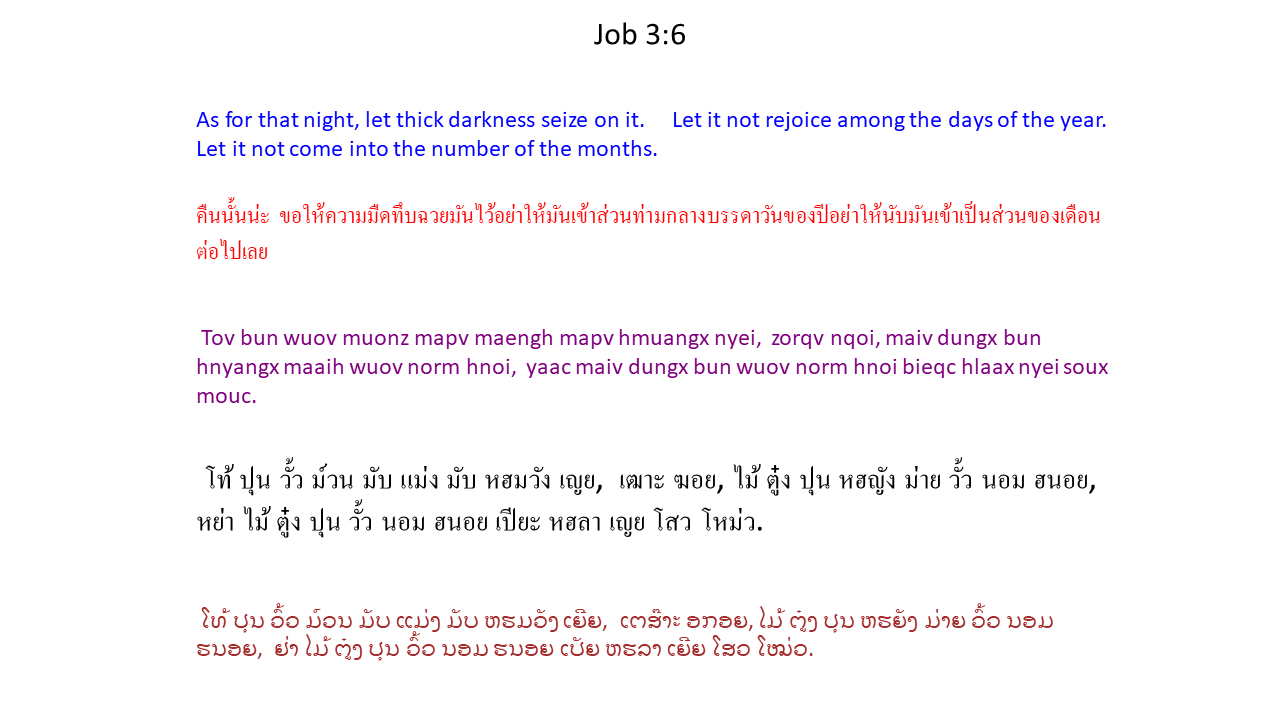 Job 3:6
As for that night, let thick darkness seize on it. Let it not rejoice among the days of the year.
Let it not come into the number of the months.
คืนนั้นน่ะ ขอให้ความมืดทึบฉวยมันไว้อย่าให้มันเข้าส่วนท่ามกลางบรรดาวันของปีอย่าให้นับมันเข้าเป็นส่วนของเดือน
ต่อไปเลย
Tov bun wuov muonz mapv maengh mapv hmuangx nyei, zorqv nqoi, maiv dungx bun
hnyangx maaih wuov norm hnoi, yaac maiv dungx bun wuov norm hnoi bieqc hlaax nyei soux
mouc.
โท้ ปุน วั้ว ม์วน มับ แม่ง มับ หฮมวัง เญย, เฒาะ ฆอย, ไม้ ตู๋ง ปุน หฮญัง ม่าย วั้ว นอม ฮนอย,
หย่า ไม้ ตู๋ง ปุน วั้ว นอม ฮนอย เปียะ หฮลา เญย โสว โหม่ว.
ໂທ້ ປຸນ ວົ້ວ ມ໌ວນ ມັບ ແມ່ງ ມັບ ຫຮມວັງ ເຍີຍ, ເຕສ໊າະ ອກອຍ, ໄມ້ ຕູ໋ງ ປຸນ ຫຮຍັງ ມ່າຍ ວົ້ວ ນອມ
ຮນອຍ, ຢ່າ ໄມ້ ຕູ໋ງ ປຸນ ວົ້ວ ນອມ ຮນອຍ ເປັຍ ຫຮລາ ເຍີຍ ໂສວ ໂໝ່ວ.